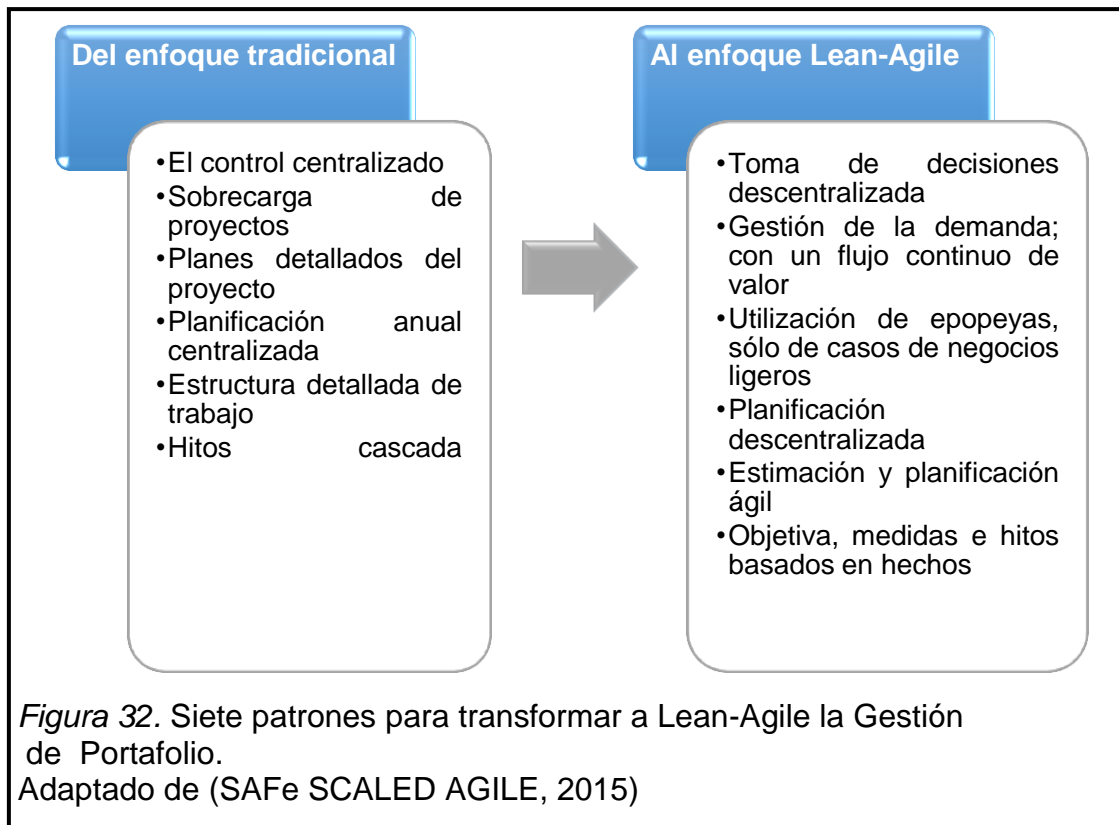 Del enfoque tradicional
•El control centralizado
•Sobrecarga de
proyectos
•Planes detallados del
proyecto
•Planificación anual
centralizada
•Estructura detallada de
trabajo
•Hitos cascada
Al enfoque Lean-Agile
•Toma de decisiones
descentralizada
•Gestión de la demanda;
con un flujo continuo de
valor
•Utilización de epopeyas,
sólo de casos de negocios
ligeros
•Planificación
descentralizada
•Estimación y planificación
ágil
•Objetiva, medidas e hitos
basados en hechos
Figura 32. Siete patrones para transformar a Lean-Agile la Gestión
de Portafolio.
Adaptado de (SAFe SCALED AGILE, 2015)